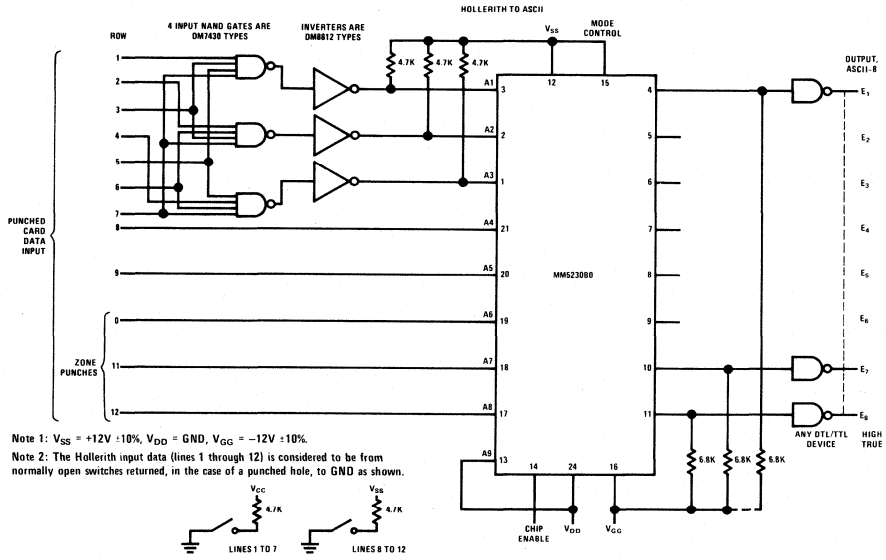 HOLLERITH TO ASCII
4 INPUT NAND GATES ARE
DM7430 TYPES
INVERTERS ARE
DM8812 TYPES
ROW
VSS
MODE
CONTROL
OUTPUT,
ASCII-8
4.7K
4.7K
4.7K
1
2
3
4
5
6
7
8
9
0
11
12
PUNCHED
CARD
DATA
INPUT
ZONE
PUNCHES
A1
A2
A3
A4
A5
A6
A7
A8
A9
3
2
1
21
20
19
18
17
13
12
15
MM5230BO
14
24
16
4
5
6
7
8
9
10
11
E1
E2
E3
E4
E5
E6
E7
E8
ANY DTL/TTL
DEVICE
HIGH
TRUE
6.8K
6.8K
6.8K
CHIP
ENABLE
VDD
VGG
Note 1: VSS = +12V ±10%, VDD = GND, VGG = −12V ±10%.
Note 2: The Hollerith input data (lines 1 through 12) is considered to be from
normally open switches returned, in the case of a punched hole, to GND as shown.
VCC
4.7K
LINES 1 TO 7
VSS
4.7K
LINES 8 TO 12